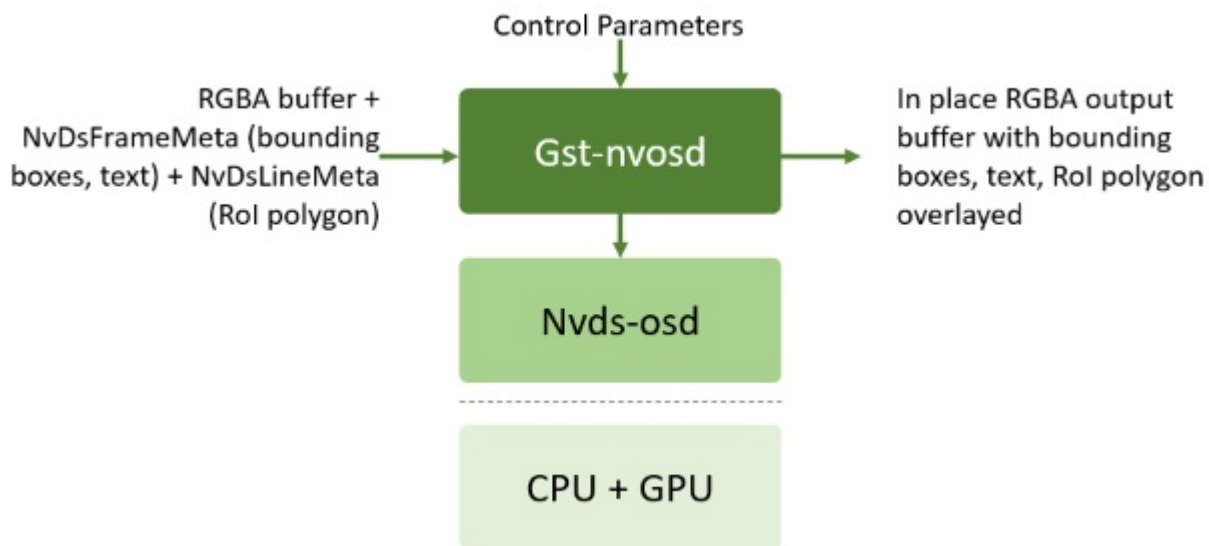 Control Parameters
RGBA buffer +
NvDsFrameMeta (bounding
boxes, text) + NvDsLineMeta
(RoI polygon)
Gst-nvosd
In place RGBA output
buffer with bounding
boxes, text, RoI polygon
overlayed
Nvds-osd
CPU + GPU